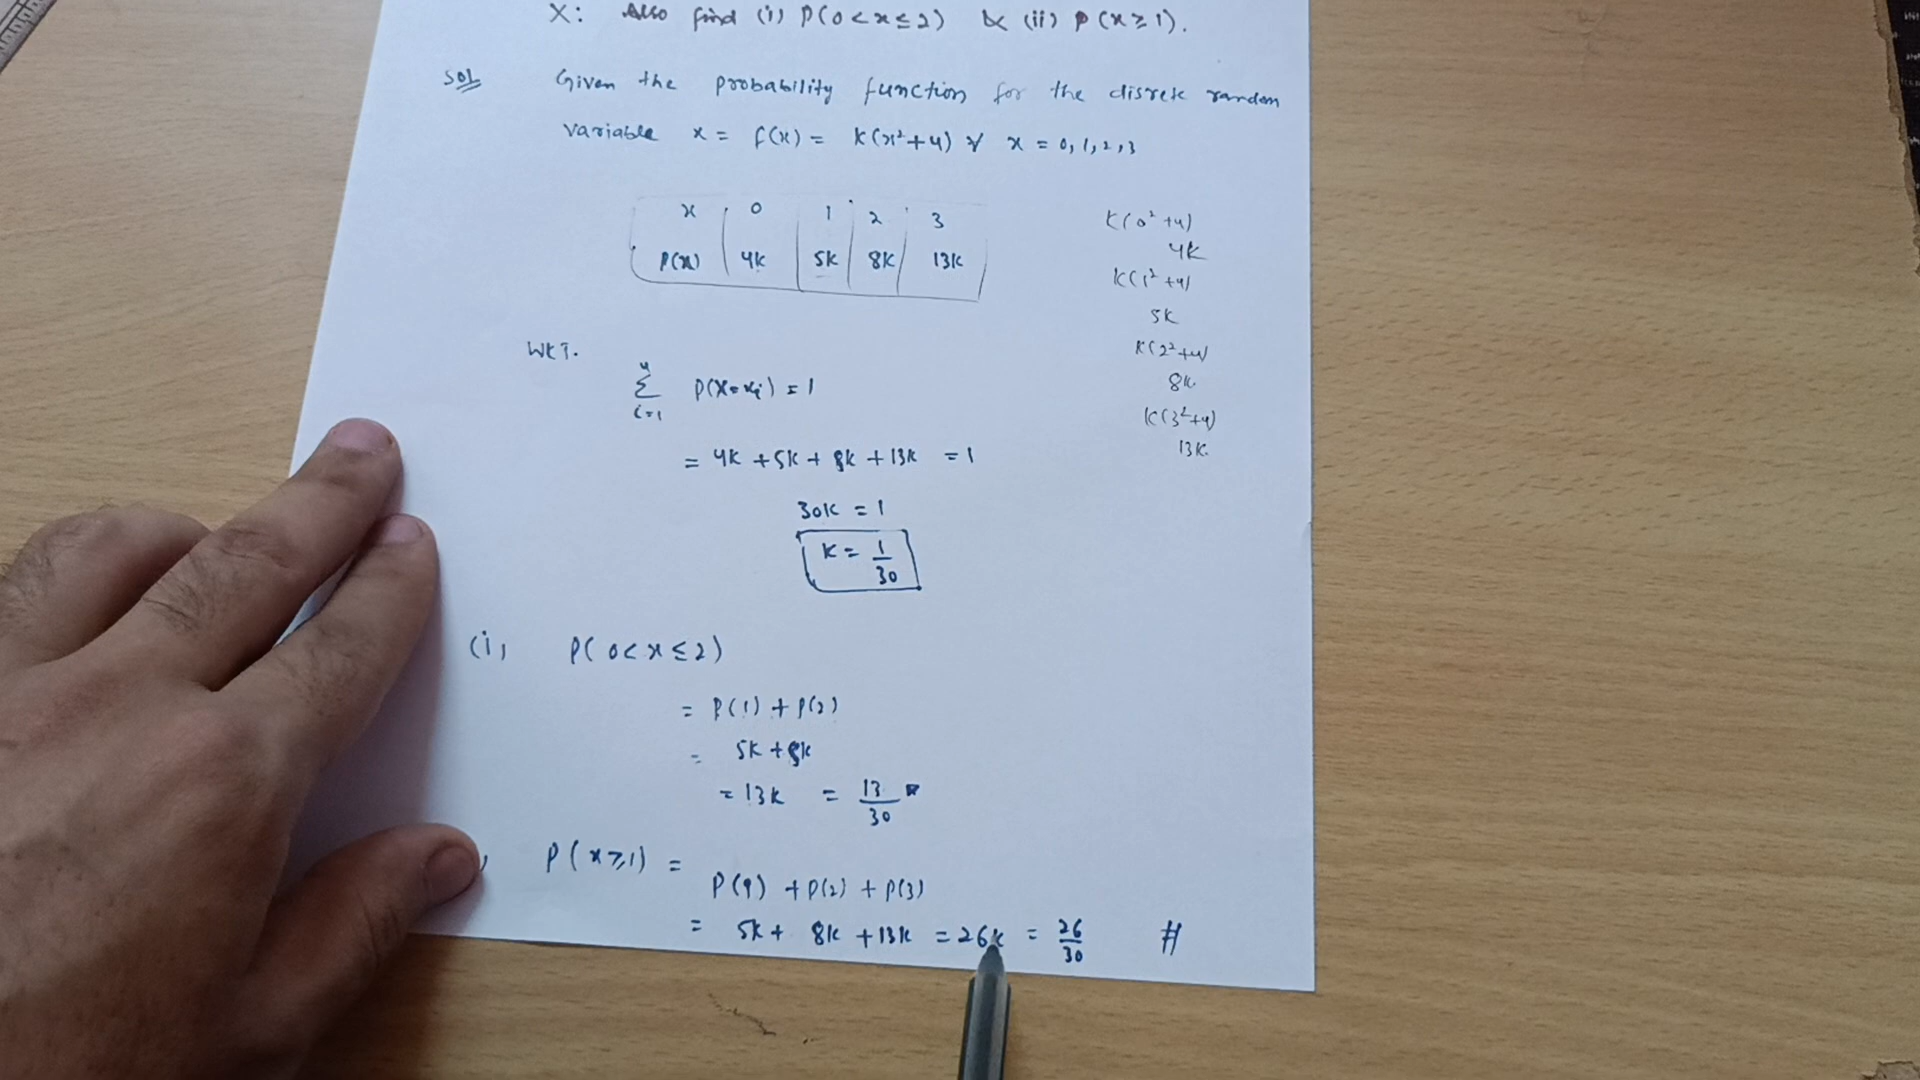 X: Also find (i) P(0<x≤2) & (ii) P(x≥1).
Sol Given the probability function for the discrete random
variable x = f(x) = k(x²+4) ∀ x = 0,1,2,3
x 0 1 2 3
P(x) 4k 5k 8k 13k
k(0²+4)
4k
k(1²+4)
5k
k(2²+4)
8k
k(3²+4)
13k.
WKT.
4
Σ P(X=xi) = 1
i=1
= 4k + 5k + 8k + 13k = 1
30k = 1
k = 1/30
(i) P(0<x≤2)
= P(1) + P(2)
= 5k + 8k
= 13k = 13/30
P(x≥1) =
P(1) + P(2) + P(3)
= 5k + 8k + 13k = 26k = 26/30 #